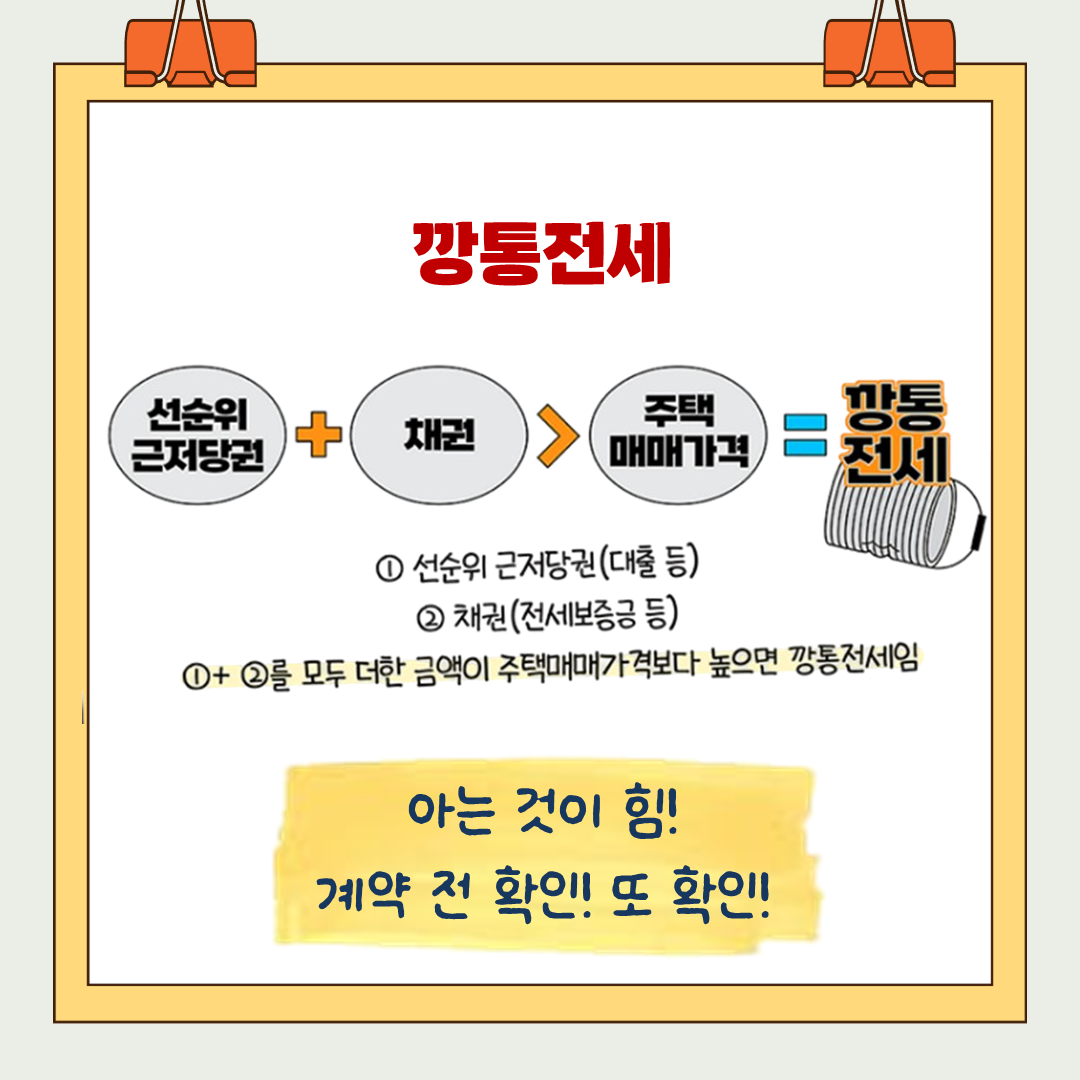 깡통전세
선순위
근저당권
+
채권
>
주택
매매가격
=
깡통
전세
① 선순위 근저당권(대출 등)
② 채권(전세보증금 등)
①+ ②를 모두 더한 금액이 주택매매가격보다 높으면 깡통전세임
아는 것이 힘!
계약 전 확인! 또 확인!